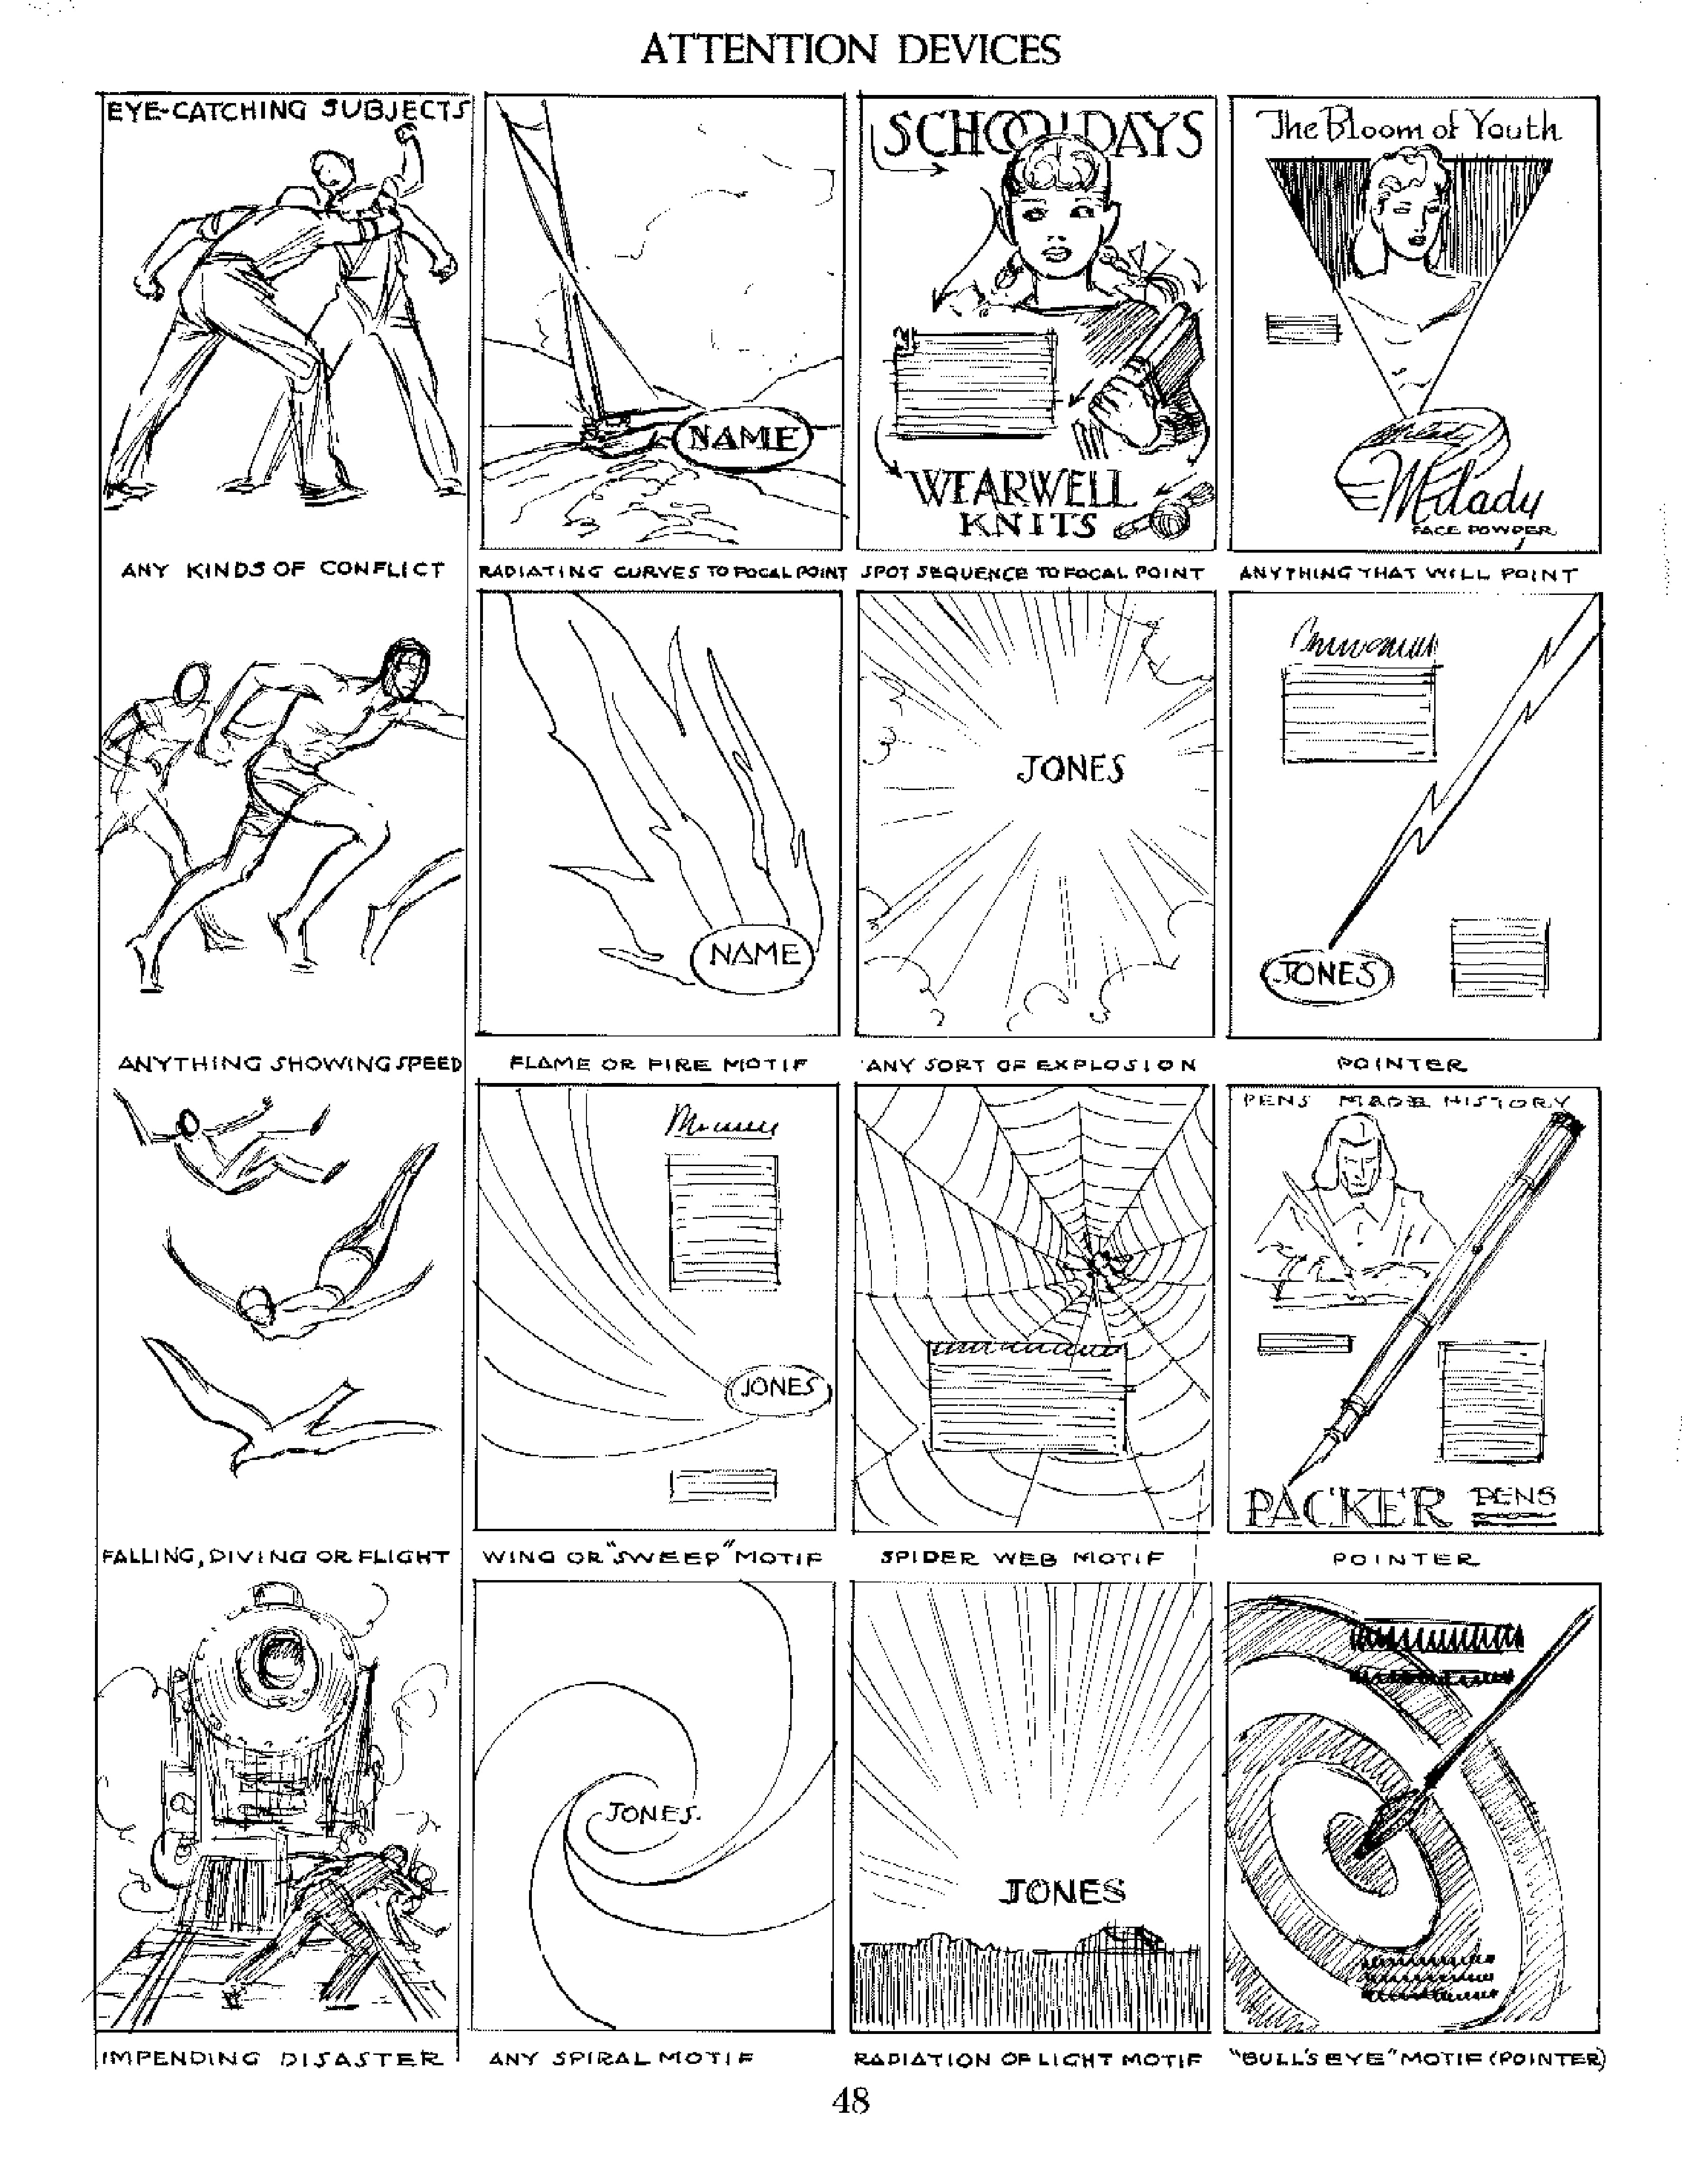 ATTENTION DEVICES
EYE-CATCHING SUBJECTS
NAME
SCHOOL DAYS
WEARWELL
KNITS
The Bloom of Youth
Milady
Milady
FACE POWDER
ANY KINDS OF CONFLICT
RADIATING CURVES TO FOCAL POINT
SPOT SEQUENCE TO FOCAL POINT
ANYTHING THAT WILL POINT
NAME
JONES
JONES
ANYTHING SHOWING SPEED
FLAME OR FIRE MOTIF
ANY SORT OF EXPLOSION
POINTER
JONES
PENS MADE HISTORY
PACKER PENS
FALLING, DIVING OR FLIGHT
WING OR "SWEEP" MOTIF
SPIDER WEB MOTIF
POINTER
JONES.
JONES
IMPENDING DISASTER
ANY SPIRAL MOTIF
RADIATION OF LIGHT MOTIF
"BULL'S EYE" MOTIF (POINTER)
48